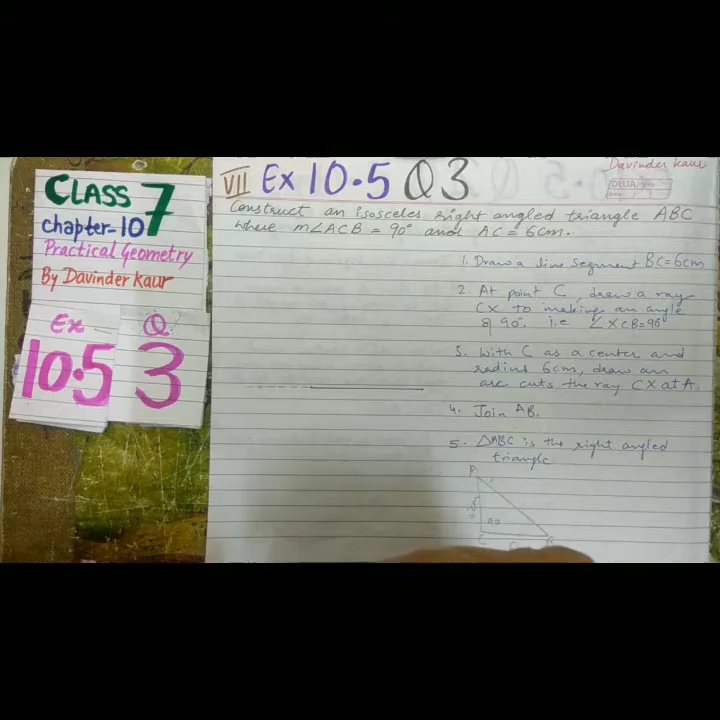 CLASS 7
chapter-10
Practical Geometry
By Davinder Kaur
Ex Q
10.5 3
VII Ex 10.5 Q3
Davinder Kaur
DELTA
Construct an isosceles right angled triangle ABC
where m∠ACB = 90° and AC = 6cm.
1. Draw a line segment BC=6cm
2. At point C, draw a ray
CX to making an angle
of 90°. i.e ∠XCB=90°
3. With C as a center and
radius 6cm, draw an
arc cuts the ray CX at A.
4. Join AB.
5. △ABC is the right angled
triangle
A
90
C